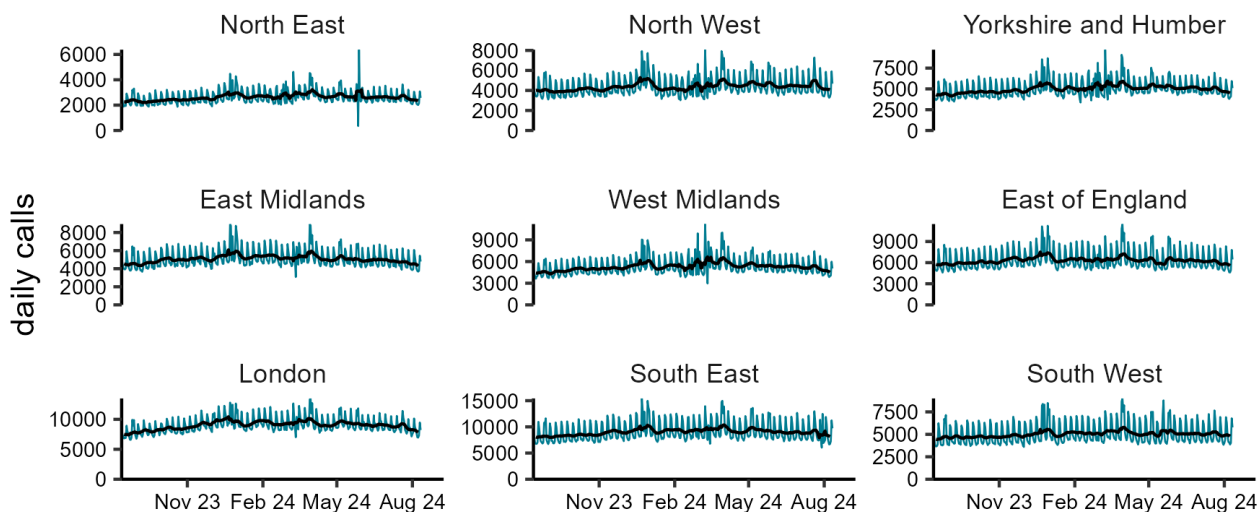 North East
North West
Yorkshire and Humber
6000
4000
2000
0
8000
6000
4000
2000
0
7500
5000
2500
0
daily calls
East Midlands
West Midlands
East of England
8000
6000
4000
2000
0
9000
6000
3000
0
9000
6000
3000
0
London
South East
South West
10000
5000
0
15000
10000
5000
0
7500
5000
2500
0
Nov 23 Feb 24 May 24 Aug 24
Nov 23 Feb 24 May 24 Aug 24
Nov 23 Feb 24 May 24 Aug 24